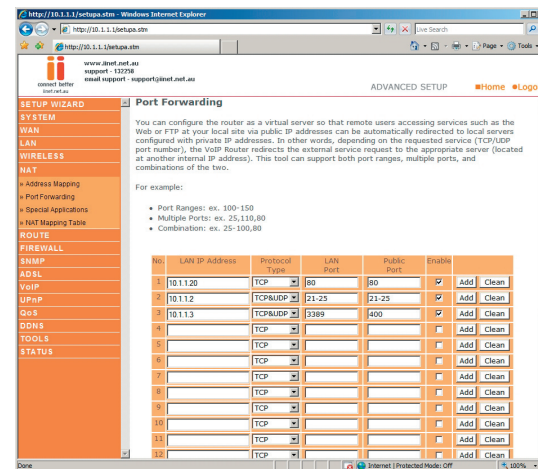 http://10.1.1.1/setupa.stm - Windows Internet Explorer
http://10.1.1.1/setupa.stm
Live Search
http://10.1.1.1/setupa.stm
Page
Tools
www.iinet.net.au
support - 132258
email support - support@iinet.net.au
connect better
iinet.net.au
ADVANCED SETUP
Home
Logo
SETUP WIZARD
SYSTEM
WAN
LAN
WIRELESS
NAT
» Address Mapping
» Port Forwarding
» Special Applications
» NAT Mapping Table
ROUTE
FIREWALL
SNMP
ADSL
VoIP
UPnP
QoS
DDNS
TOOLS
STATUS
Port Forwarding
You can configure the router as a virtual server so that remote users accessing services such as the
Web or FTP at your local site via public IP addresses can be automatically redirected to local servers
configured with private IP addresses. In other words, depending on the requested service (TCP/UDP
port number), the VoIP Router redirects the external service request to the appropriate server (located
at another internal IP address). This tool can support both port ranges, multiple ports, and
combinations of the two.
For example:
• Port Ranges: ex. 100-150
• Multiple Ports: ex. 25,110,80
• Combination: ex. 25-100,80
No. LAN IP Address Protocol Type LAN Port Public Port Enable
1 10.1.1.20 TCP 80 80 Add Clean
2 10.1.1.2 TCP&UDP 21-25 21-25 Add Clean
3 10.1.1.3 TCP&UDP 3389 400 Add Clean
4 TCP Add Clean
5 TCP Add Clean
6 TCP Add Clean
7 TCP Add Clean
8 TCP Add Clean
9 TCP Add Clean
10 TCP Add Clean
11 TCP Add Clean
12 TCP Add Clean
Done
Internet | Protected Mode: Off
100%